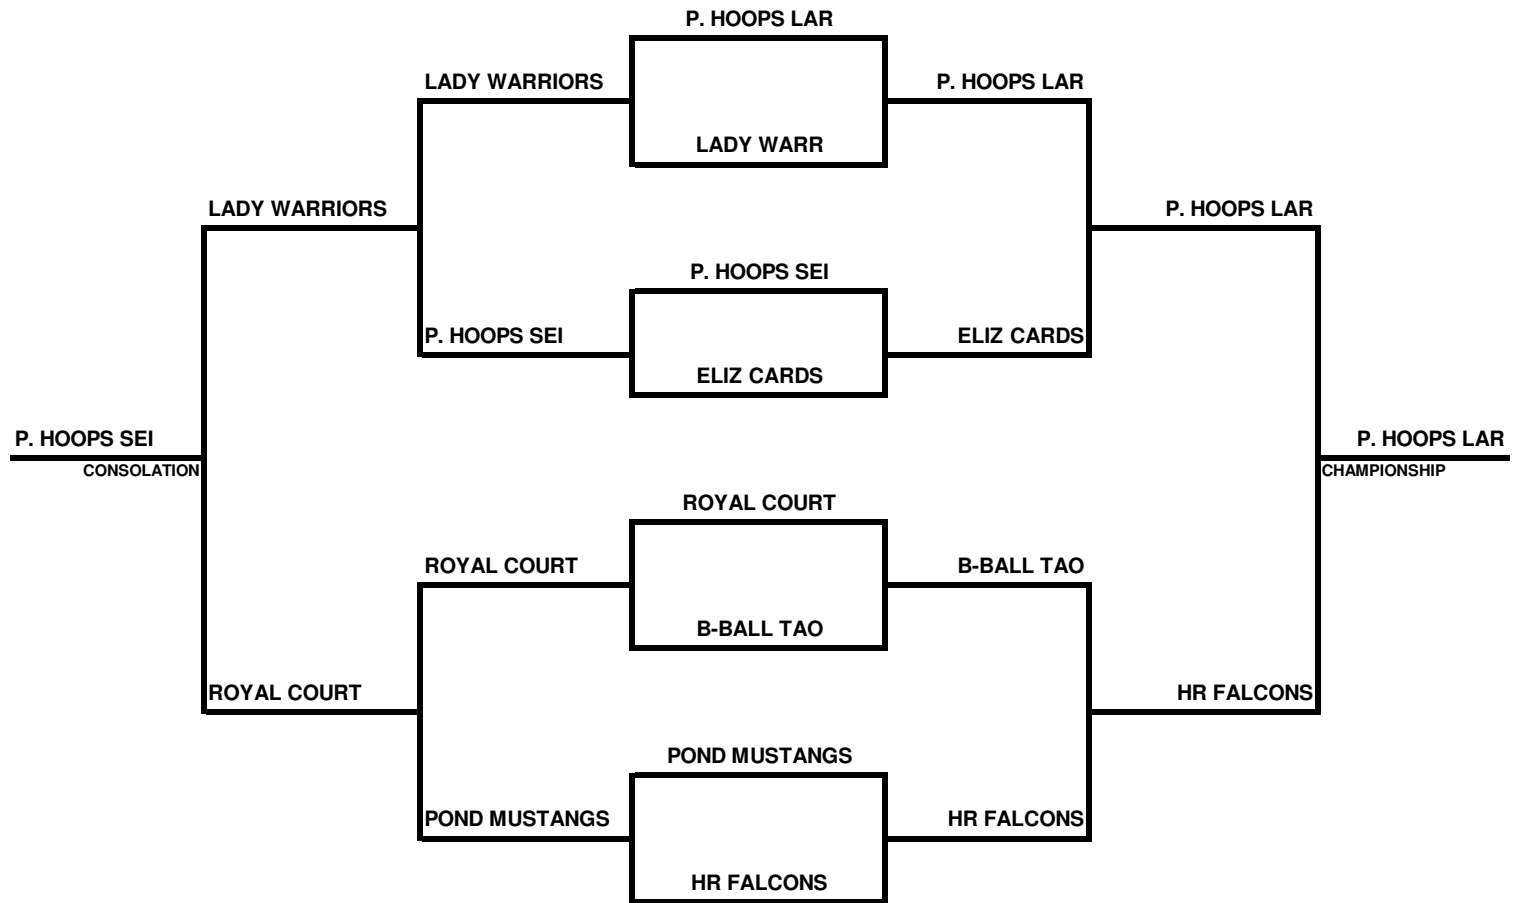 P. HOOPS LAR
LADY WARRIORS
P. HOOPS LAR
LADY WARR
LADY WARRIORS
P. HOOPS LAR
P. HOOPS SEI
P. HOOPS SEI
ELIZ CARDS
ELIZ CARDS
P. HOOPS SEI
P. HOOPS LAR
CONSOLATION
CHAMPIONSHIP
ROYAL COURT
ROYAL COURT
B-BALL TAO
B-BALL TAO
ROYAL COURT
HR FALCONS
POND MUSTANGS
POND MUSTANGS
HR FALCONS
HR FALCONS